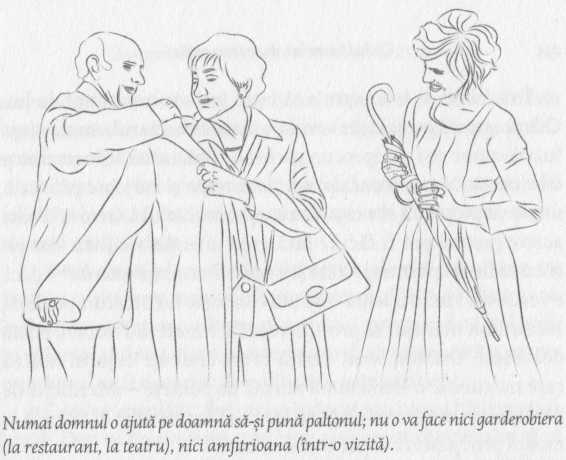 Numai domnul o ajută pe doamnă să-și pună paltonul; nu o va face nici garderobiera
(la restaurant, la teatru), nici amfitrioana (într-o vizită).